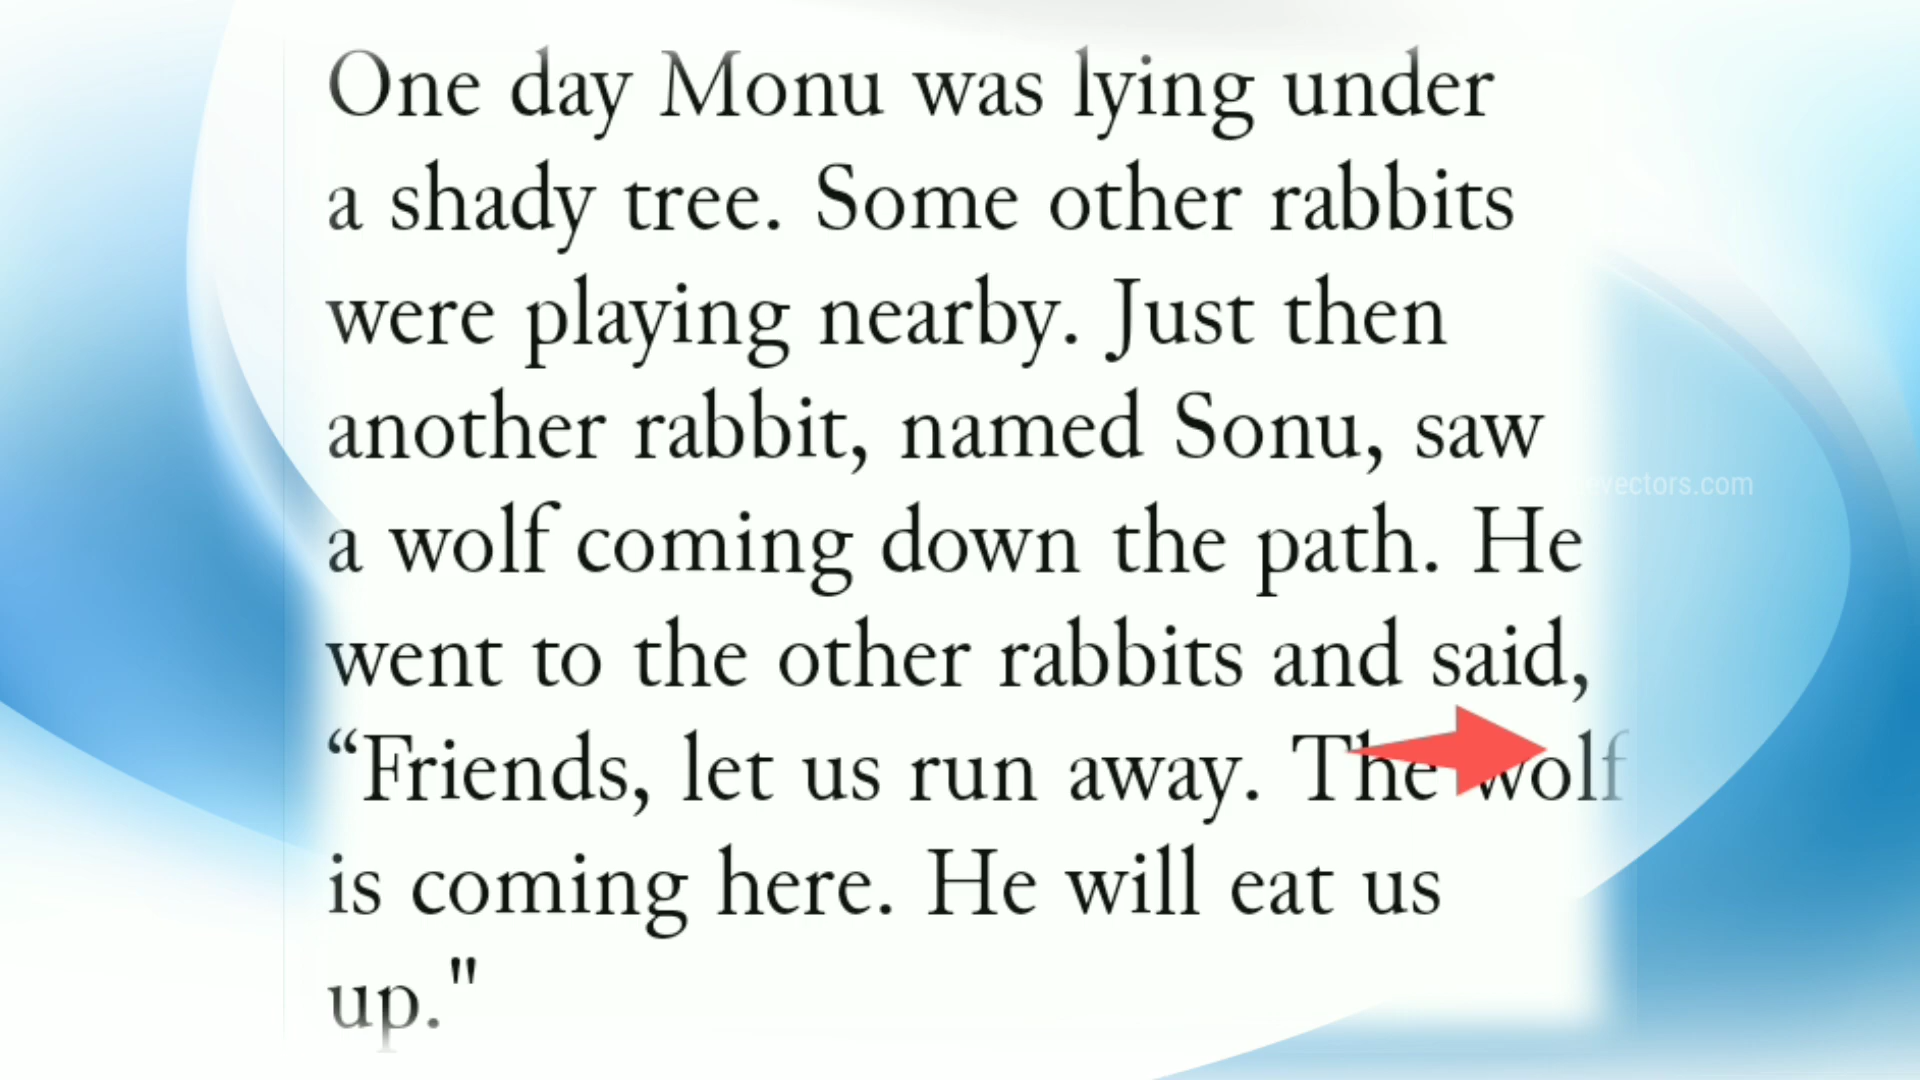 One day Monu was lying under
a shady tree. Some other rabbits
were playing nearby. Just then
another rabbit, named Sonu, saw
a wolf coming down the path. He
went to the other rabbits and said,
“Friends, let us run away. The wolf
is coming here. He will eat us
up."